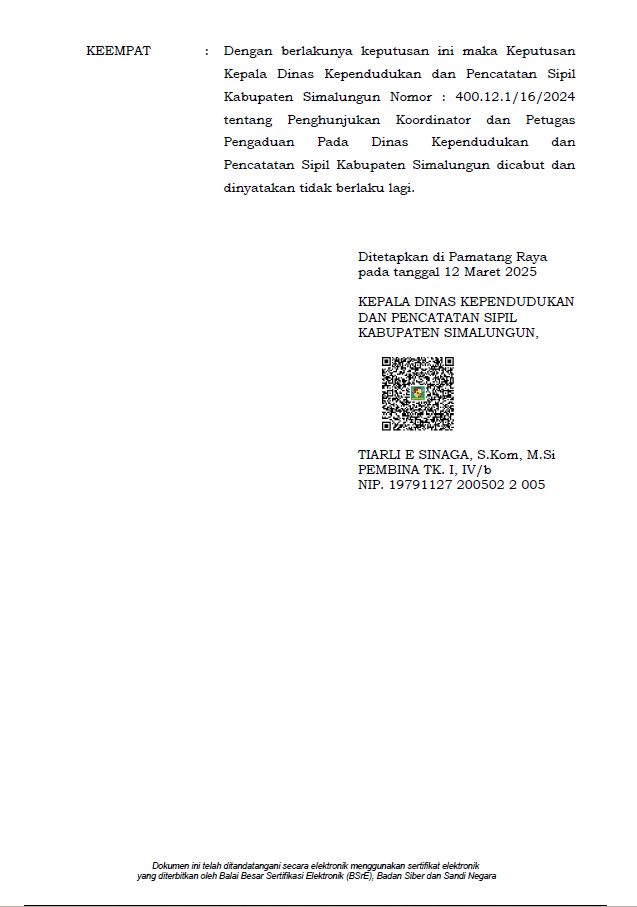 KEEMPAT : Dengan berlakunya keputusan ini maka Keputusan
Kepala Dinas Kependudukan dan Pencatatan Sipil
Kabupaten Simalungun Nomor : 400.12.1/16/2024
tentang Penghunjukan Koordinator dan Petugas
Pengaduan Pada Dinas Kependudukan dan
Pencatatan Sipil Kabupaten Simalungun dicabut dan
dinyatakan tidak berlaku lagi.
Ditetapkan di Pamatang Raya
pada tanggal 12 Maret 2025
KEPALA DINAS KEPENDUDUKAN
DAN PENCATATAN SIPIL
KABUPATEN SIMALUNGUN,
TIARLI E SINAGA, S.Kom, M.Si
PEMBINA TK. I, IV/b
NIP. 19791127 200502 2 005
Dokumen ini telah ditandatangani secara elektronik menggunakan sertifikat elektronik
yang diterbitkan oleh Balai Besar Sertifikasi Elektronik (BSrE), Badan Siber dan Sandi Negara